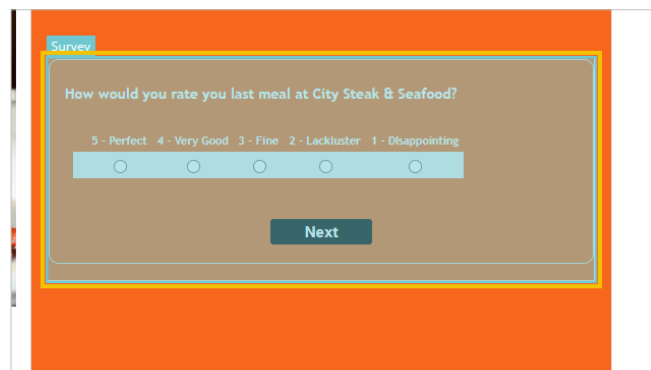 Survey
How would you rate you last meal at City Steak & Seafood?
5 - Perfect 4 - Very Good 3 - Fine 2 - Lackluster 1 - Disappointing
Next